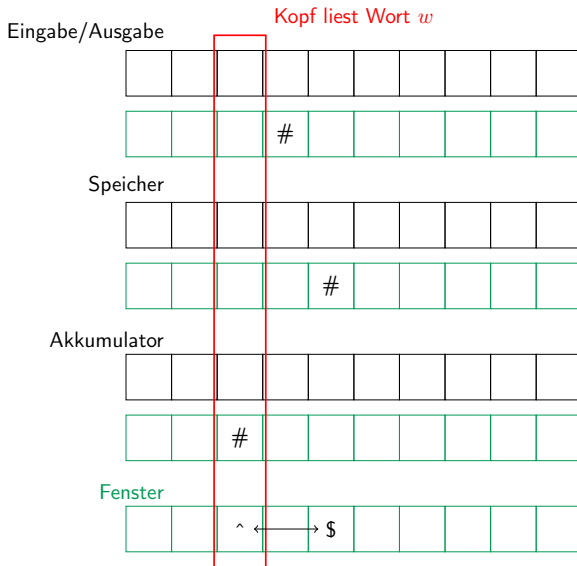 Kopf liest Wort w
Eingabe/Ausgabe
#
Speicher
#
Akkumulator
#
Fenster
^ $